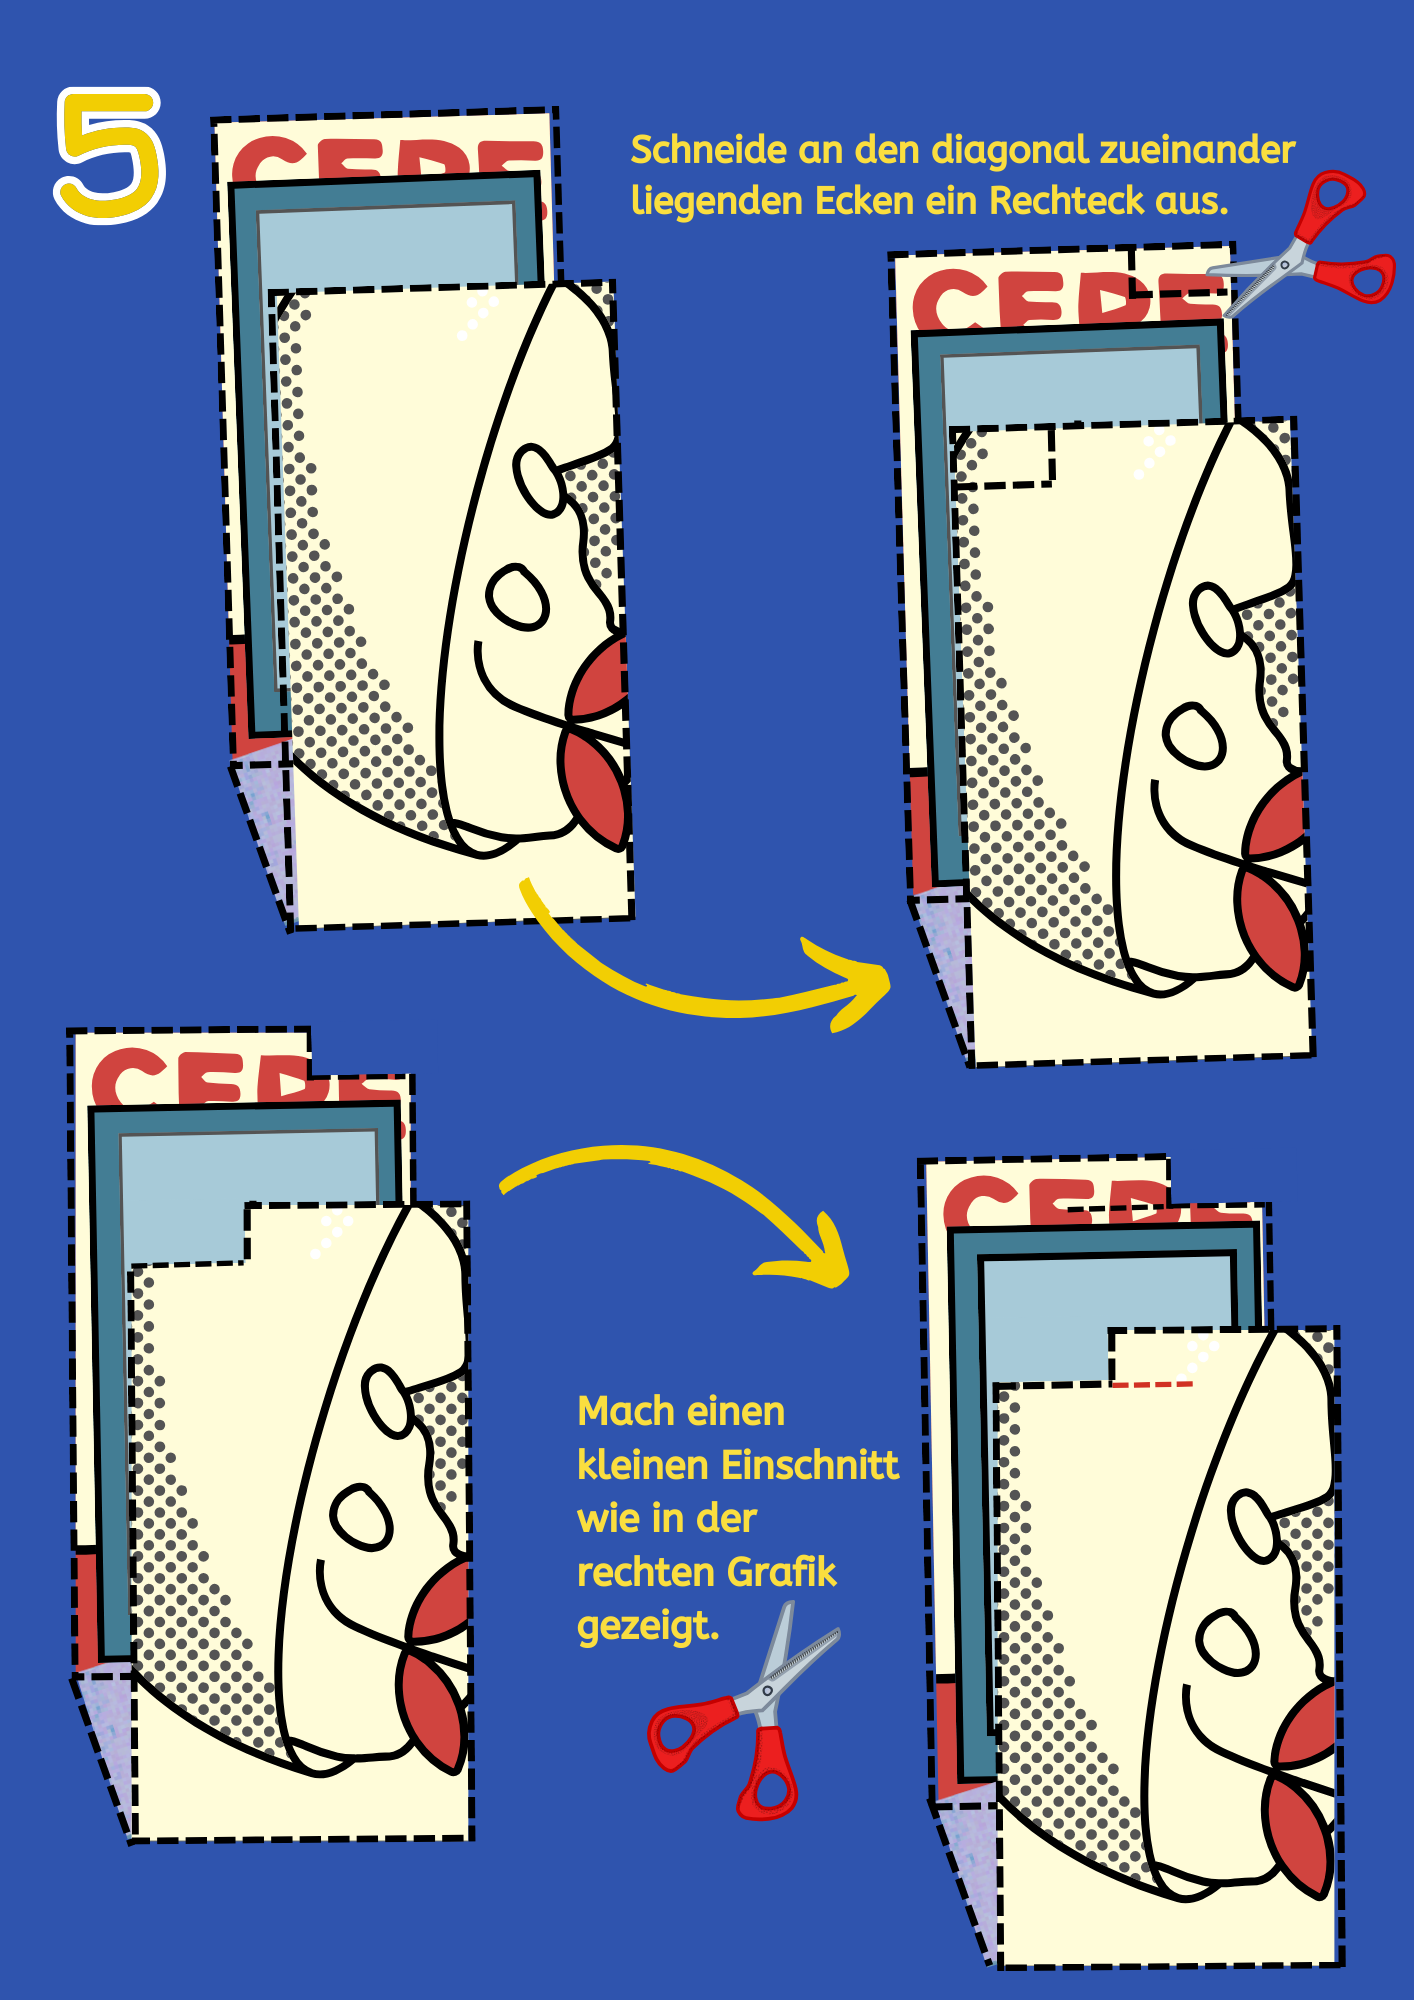 5
Schneide an den diagonal zueinander
liegenden Ecken ein Rechteck aus.
Mach einen
kleinen Einschnitt
wie in der
rechten Grafik
gezeigt.